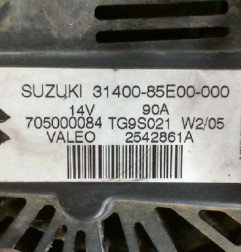 SUZUKI 31400-85E00-000
14V 90A
705000084 TG9S021 W2/05
VALEO 2542861A